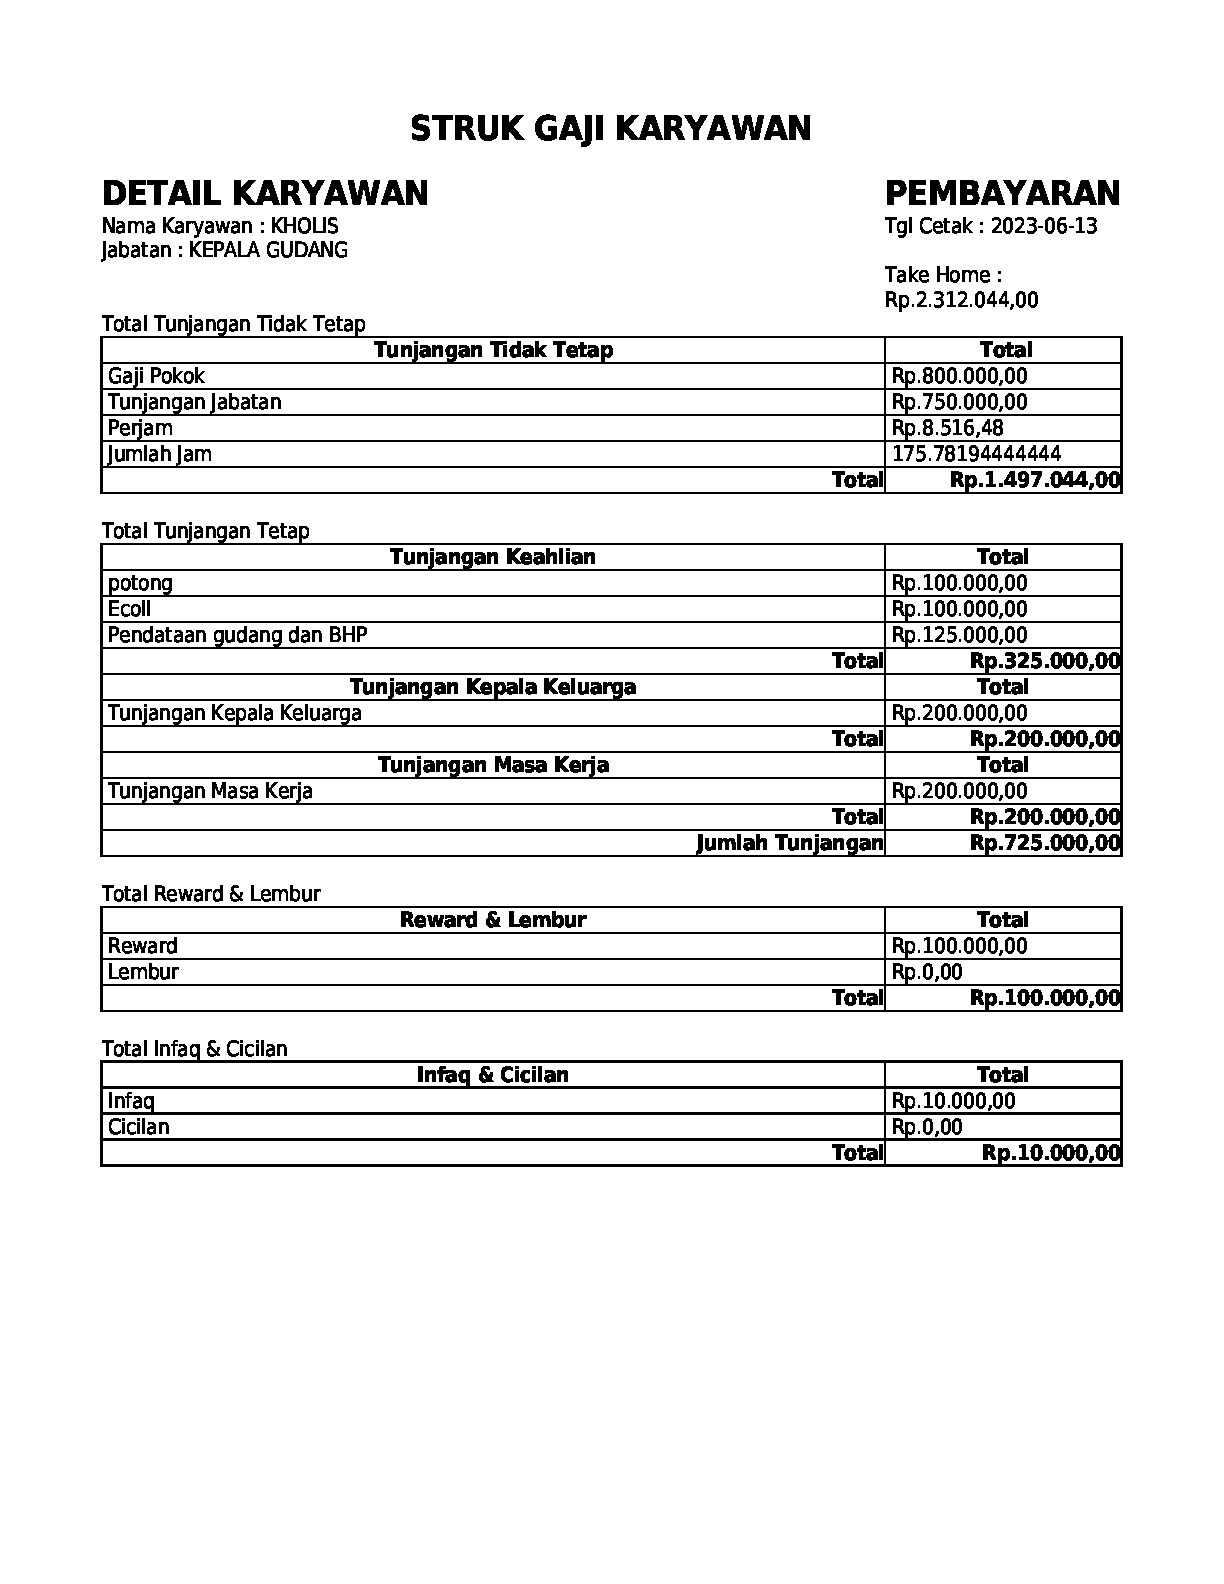 STRUK GAJI KARYAWAN
DETAIL KARYAWAN
Nama Karyawan : KHOLIS
Jabatan : KEPALA GUDANG
PEMBAYARAN
Tgl Cetak : 2023-06-13
Take Home :
Rp.2.312.044,00
Total Tunjangan Tidak Tetap
Tunjangan Tidak Tetap Total
Gaji Pokok Rp.800.000,00
Tunjangan Jabatan Rp.750.000,00
Perjam Rp.8.516,48
Jumlah Jam 175.78194444444
Total Rp.1.497.044,00
Total Tunjangan Tetap
Tunjangan Keahlian Total
potong Rp.100.000,00
Ecoll Rp.100.000,00
Pendataan gudang dan BHP Rp.125.000,00
Total Rp.325.000,00
Tunjangan Kepala Keluarga Total
Tunjangan Kepala Keluarga Rp.200.000,00
Total Rp.200.000,00
Tunjangan Masa Kerja Total
Tunjangan Masa Kerja Rp.200.000,00
Total Rp.200.000,00
Jumlah Tunjangan Rp.725.000,00
Total Reward & Lembur
Reward & Lembur Total
Reward Rp.100.000,00
Lembur Rp.0,00
Total Rp.100.000,00
Total Infaq & Cicilan
Infaq & Cicilan Total
Infaq Rp.10.000,00
Cicilan Rp.0,00
Total Rp.10.000,00